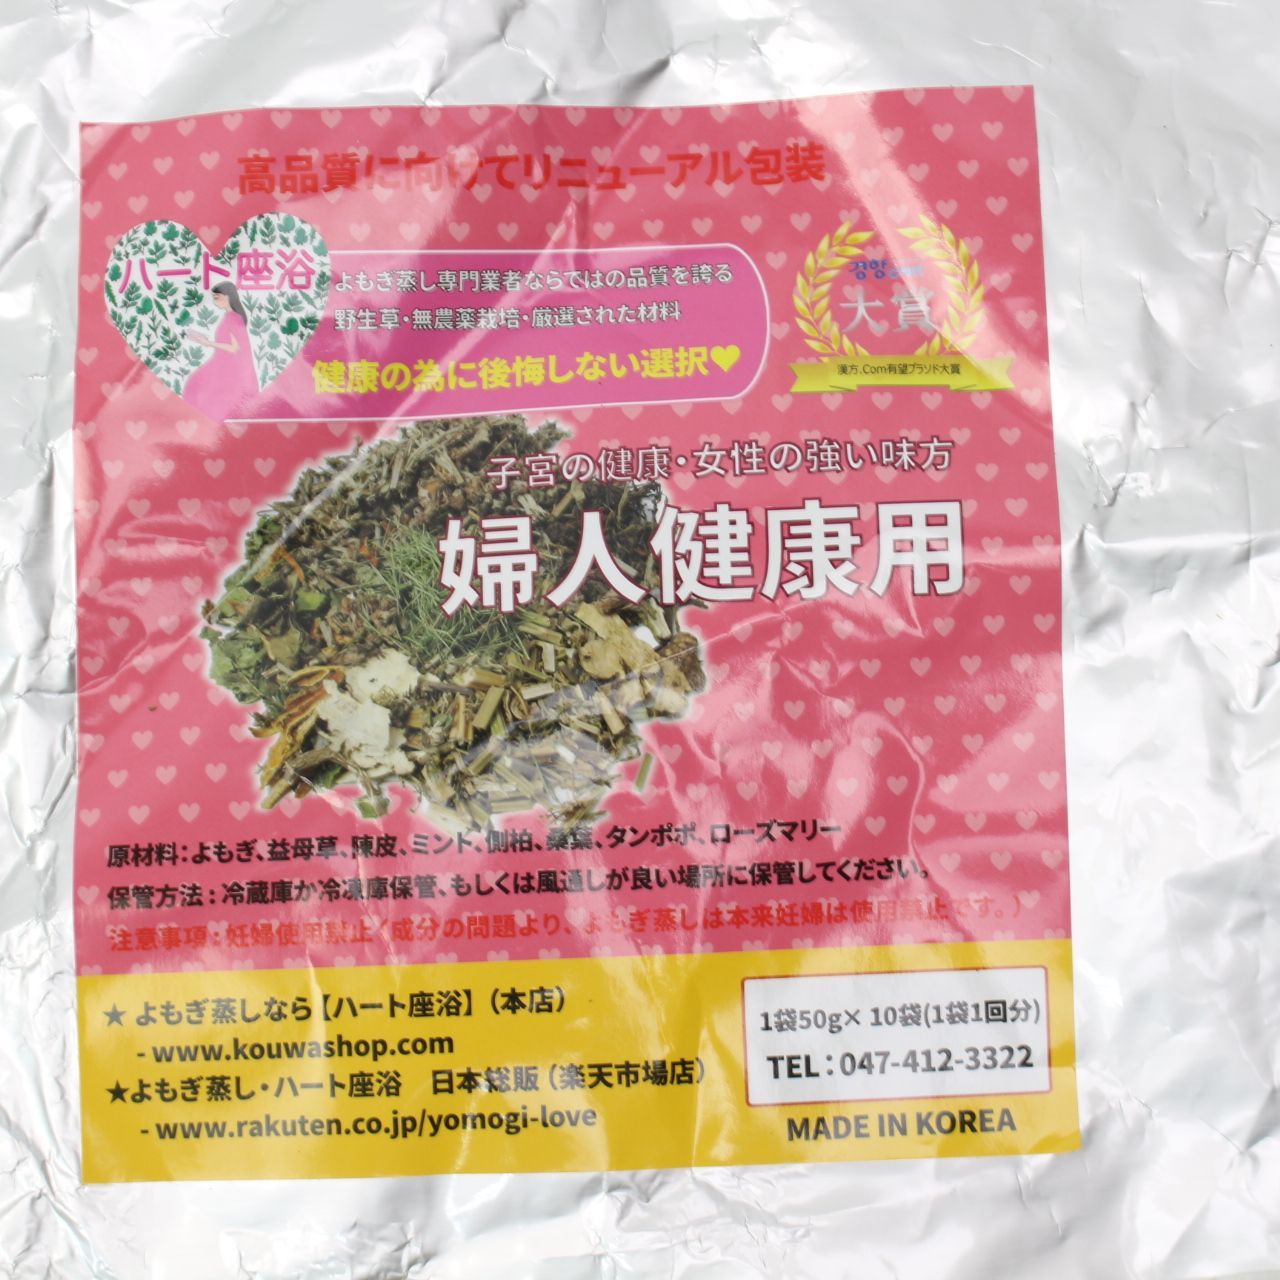 高品質に向けてリニューアル包装
ハート座浴
よもぎ蒸し専門業者ならではの品質を誇る
野生草・無農薬栽培・厳選された材料
健康の為に後悔しない選択♥
경향
大賞
漢方.Com有望ブランド大賞
子宮の健康・女性の強い味方
婦人健康用
原材料：よもぎ、益母草、陳皮、ミント、側柏、桑葉、タンポポ、ローズマリー
保管方法：冷蔵庫か冷凍庫保管、もしくは風通しが良い場所に保管してください。
注意事項：妊婦使用禁止（成分の問題より、よもぎ蒸しは本来妊婦は使用禁止です。）
★ よもぎ蒸しなら【ハート座浴】（本店）
- www.kouwashop.com
★よもぎ蒸し・ハート座浴　日本総販（楽天市場店）
- www.rakuten.co.jp/yomogi-love
1袋50g× 10袋(1袋1回分)
TEL：047-412-3322
MADE IN KOREA